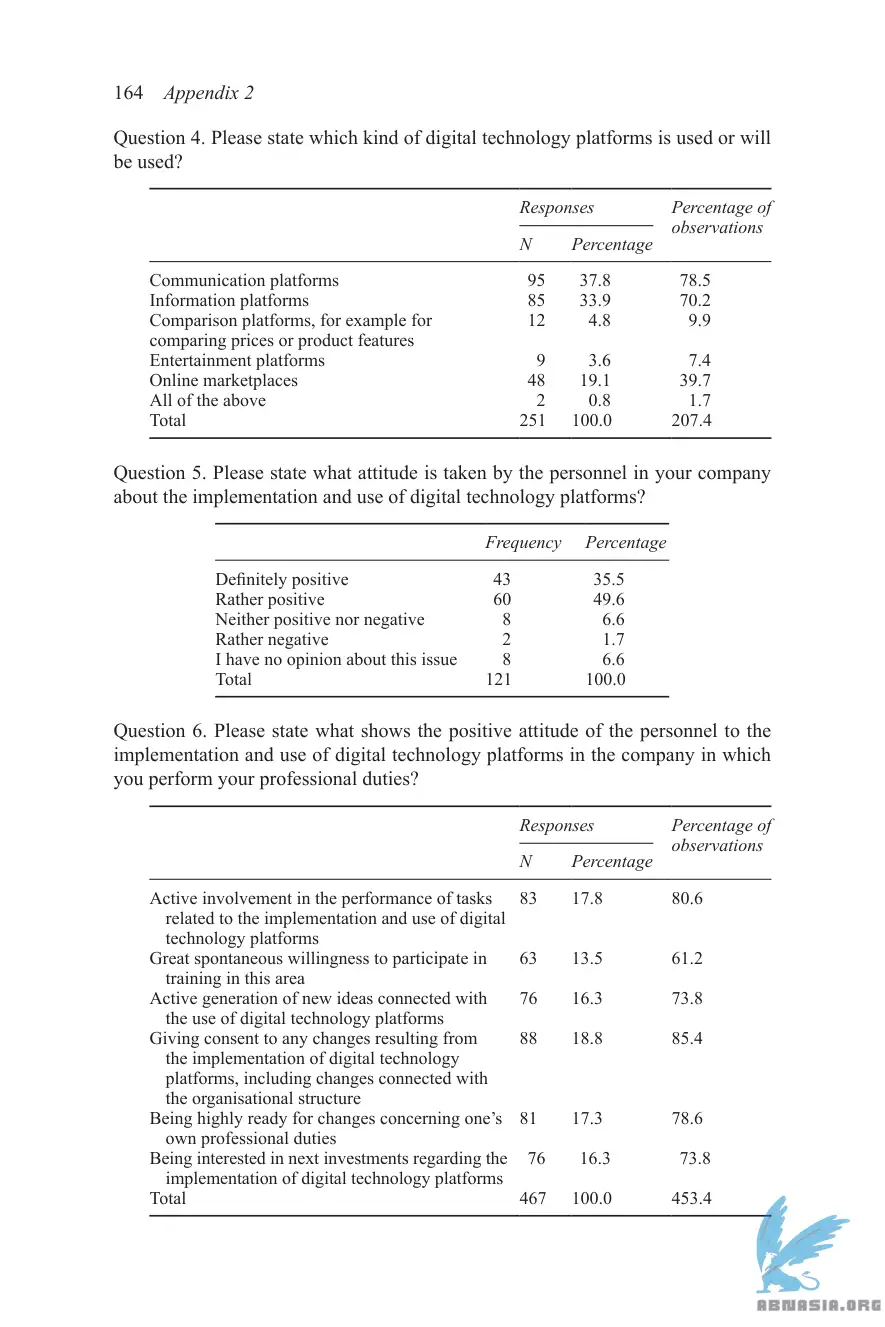 164 Appendix 2
Question 4. Please state which kind of digital technology platforms is used or will
be used?
Responses Percentage of
observations
N Percentage
Communication platforms 95 37.8 78.5
Information platforms 85 33.9 70.2
Comparison platforms, for example for 12 4.8 9.9
comparing prices or product features
Entertainment platforms 9 3.6 7.4
Online marketplaces 48 19.1 39.7
All of the above 2 0.8 1.7
Total 251 100.0 207.4
Question 5. Please state what attitude is taken by the personnel in your company
about the implementation and use of digital technology platforms?
Frequency Percentage
Definitely positive 43 35.5
Rather positive 60 49.6
Neither positive nor negative 8 6.6
Rather negative 2 1.7
I have no opinion about this issue 8 6.6
Total 121 100.0
Question 6. Please state what shows the positive attitude of the personnel to the
implementation and use of digital technology platforms in the company in which
you perform your professional duties?
Responses Percentage of
observations
N Percentage
Active involvement in the performance of tasks 83 17.8 80.6
related to the implementation and use of digital
technology platforms
Great spontaneous willingness to participate in 63 13.5 61.2
training in this area
Active generation of new ideas connected with 76 16.3 73.8
the use of digital technology platforms
Giving consent to any changes resulting from 88 18.8 85.4
the implementation of digital technology
platforms, including changes connected with
the organisational structure
Being highly ready for changes concerning one’s 81 17.3 78.6
own professional duties
Being interested in next investments regarding the 76 16.3 73.8
implementation of digital technology platforms
Total 467 100.0 453.4
ABNASIA.ORG